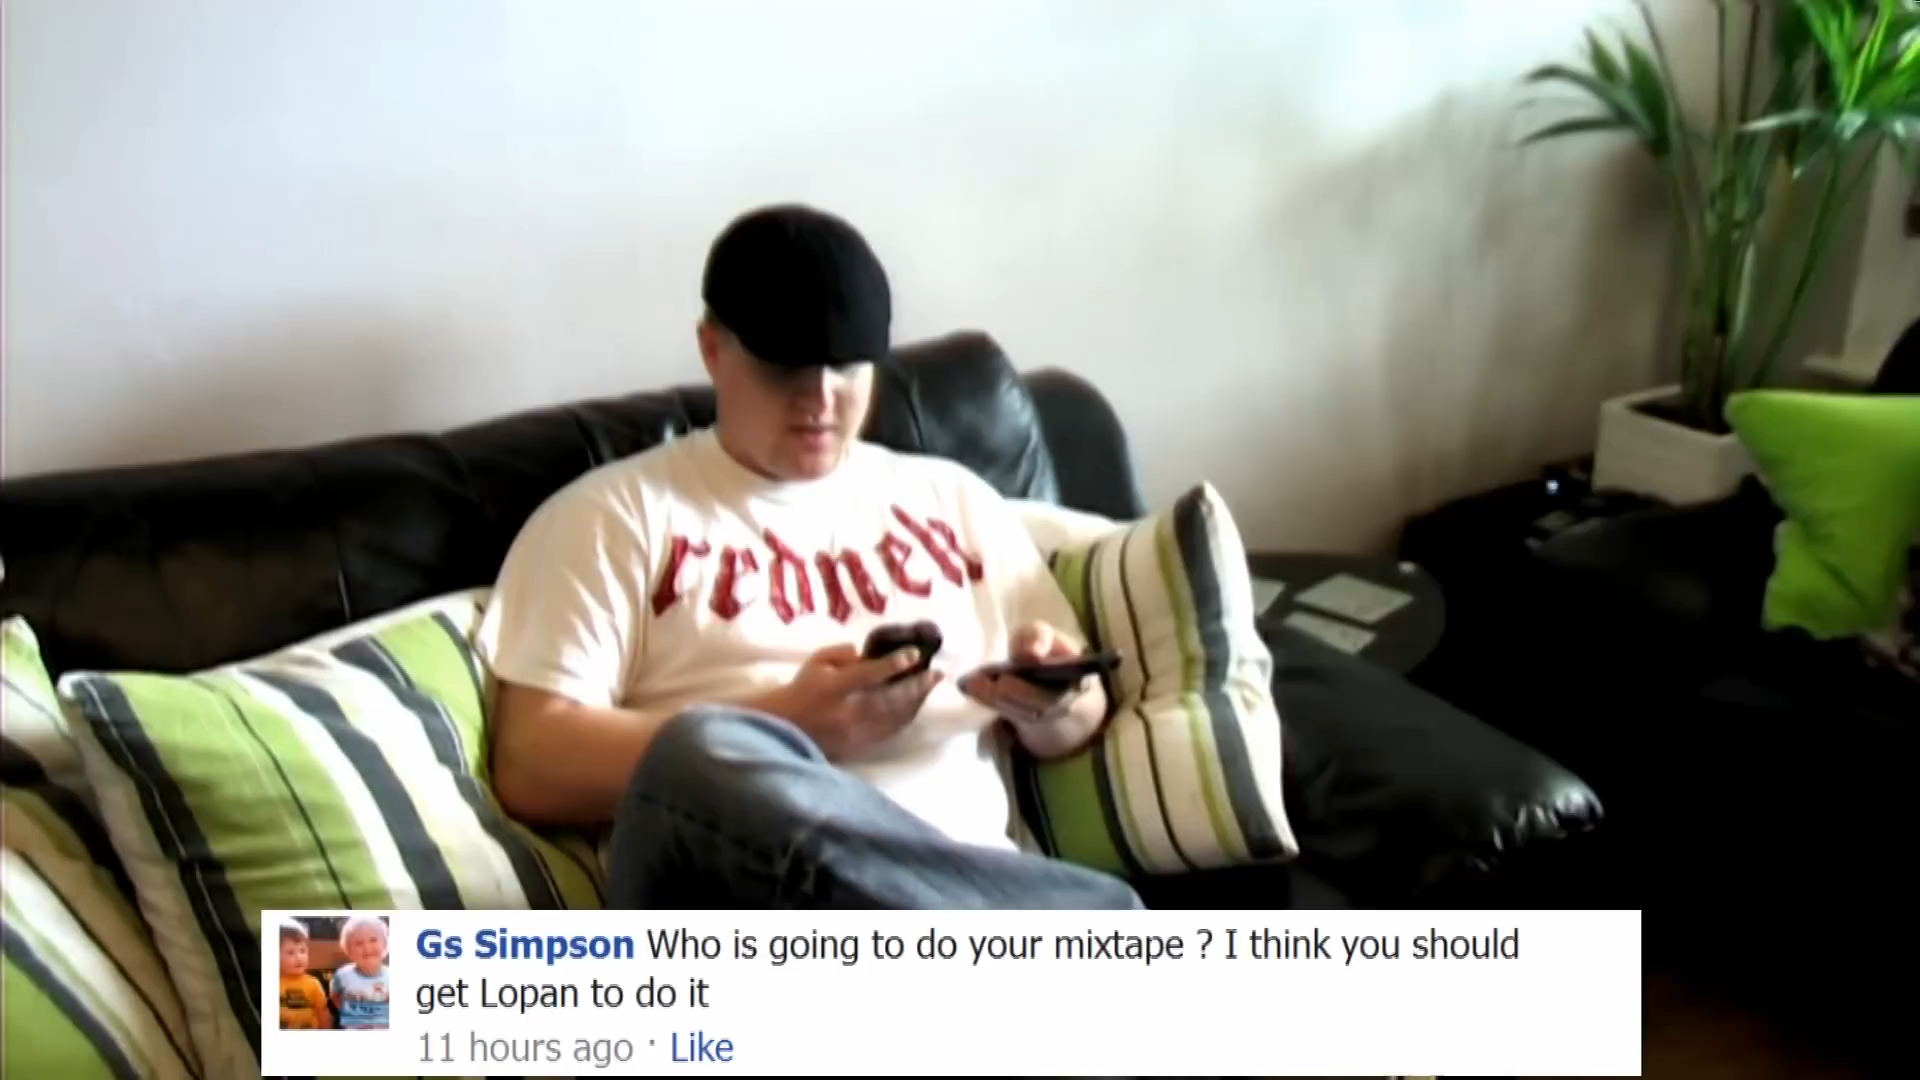 rednek
Gs Simpson Who is going to do your mixtape ? I think you should
get Lopan to do it
11 hours ago · Like